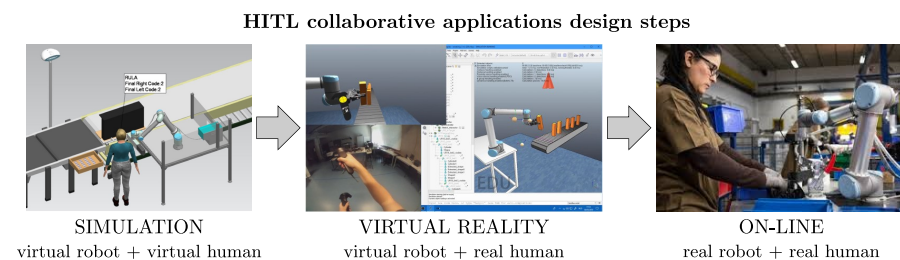 HITL collaborative applications design steps
RULA
Final Right Code:2
Final Left Code:2
EDU
SIMULATION
virtual robot + virtual human
VIRTUAL REALITY
virtual robot + real human
ON-LINE
real robot + real human